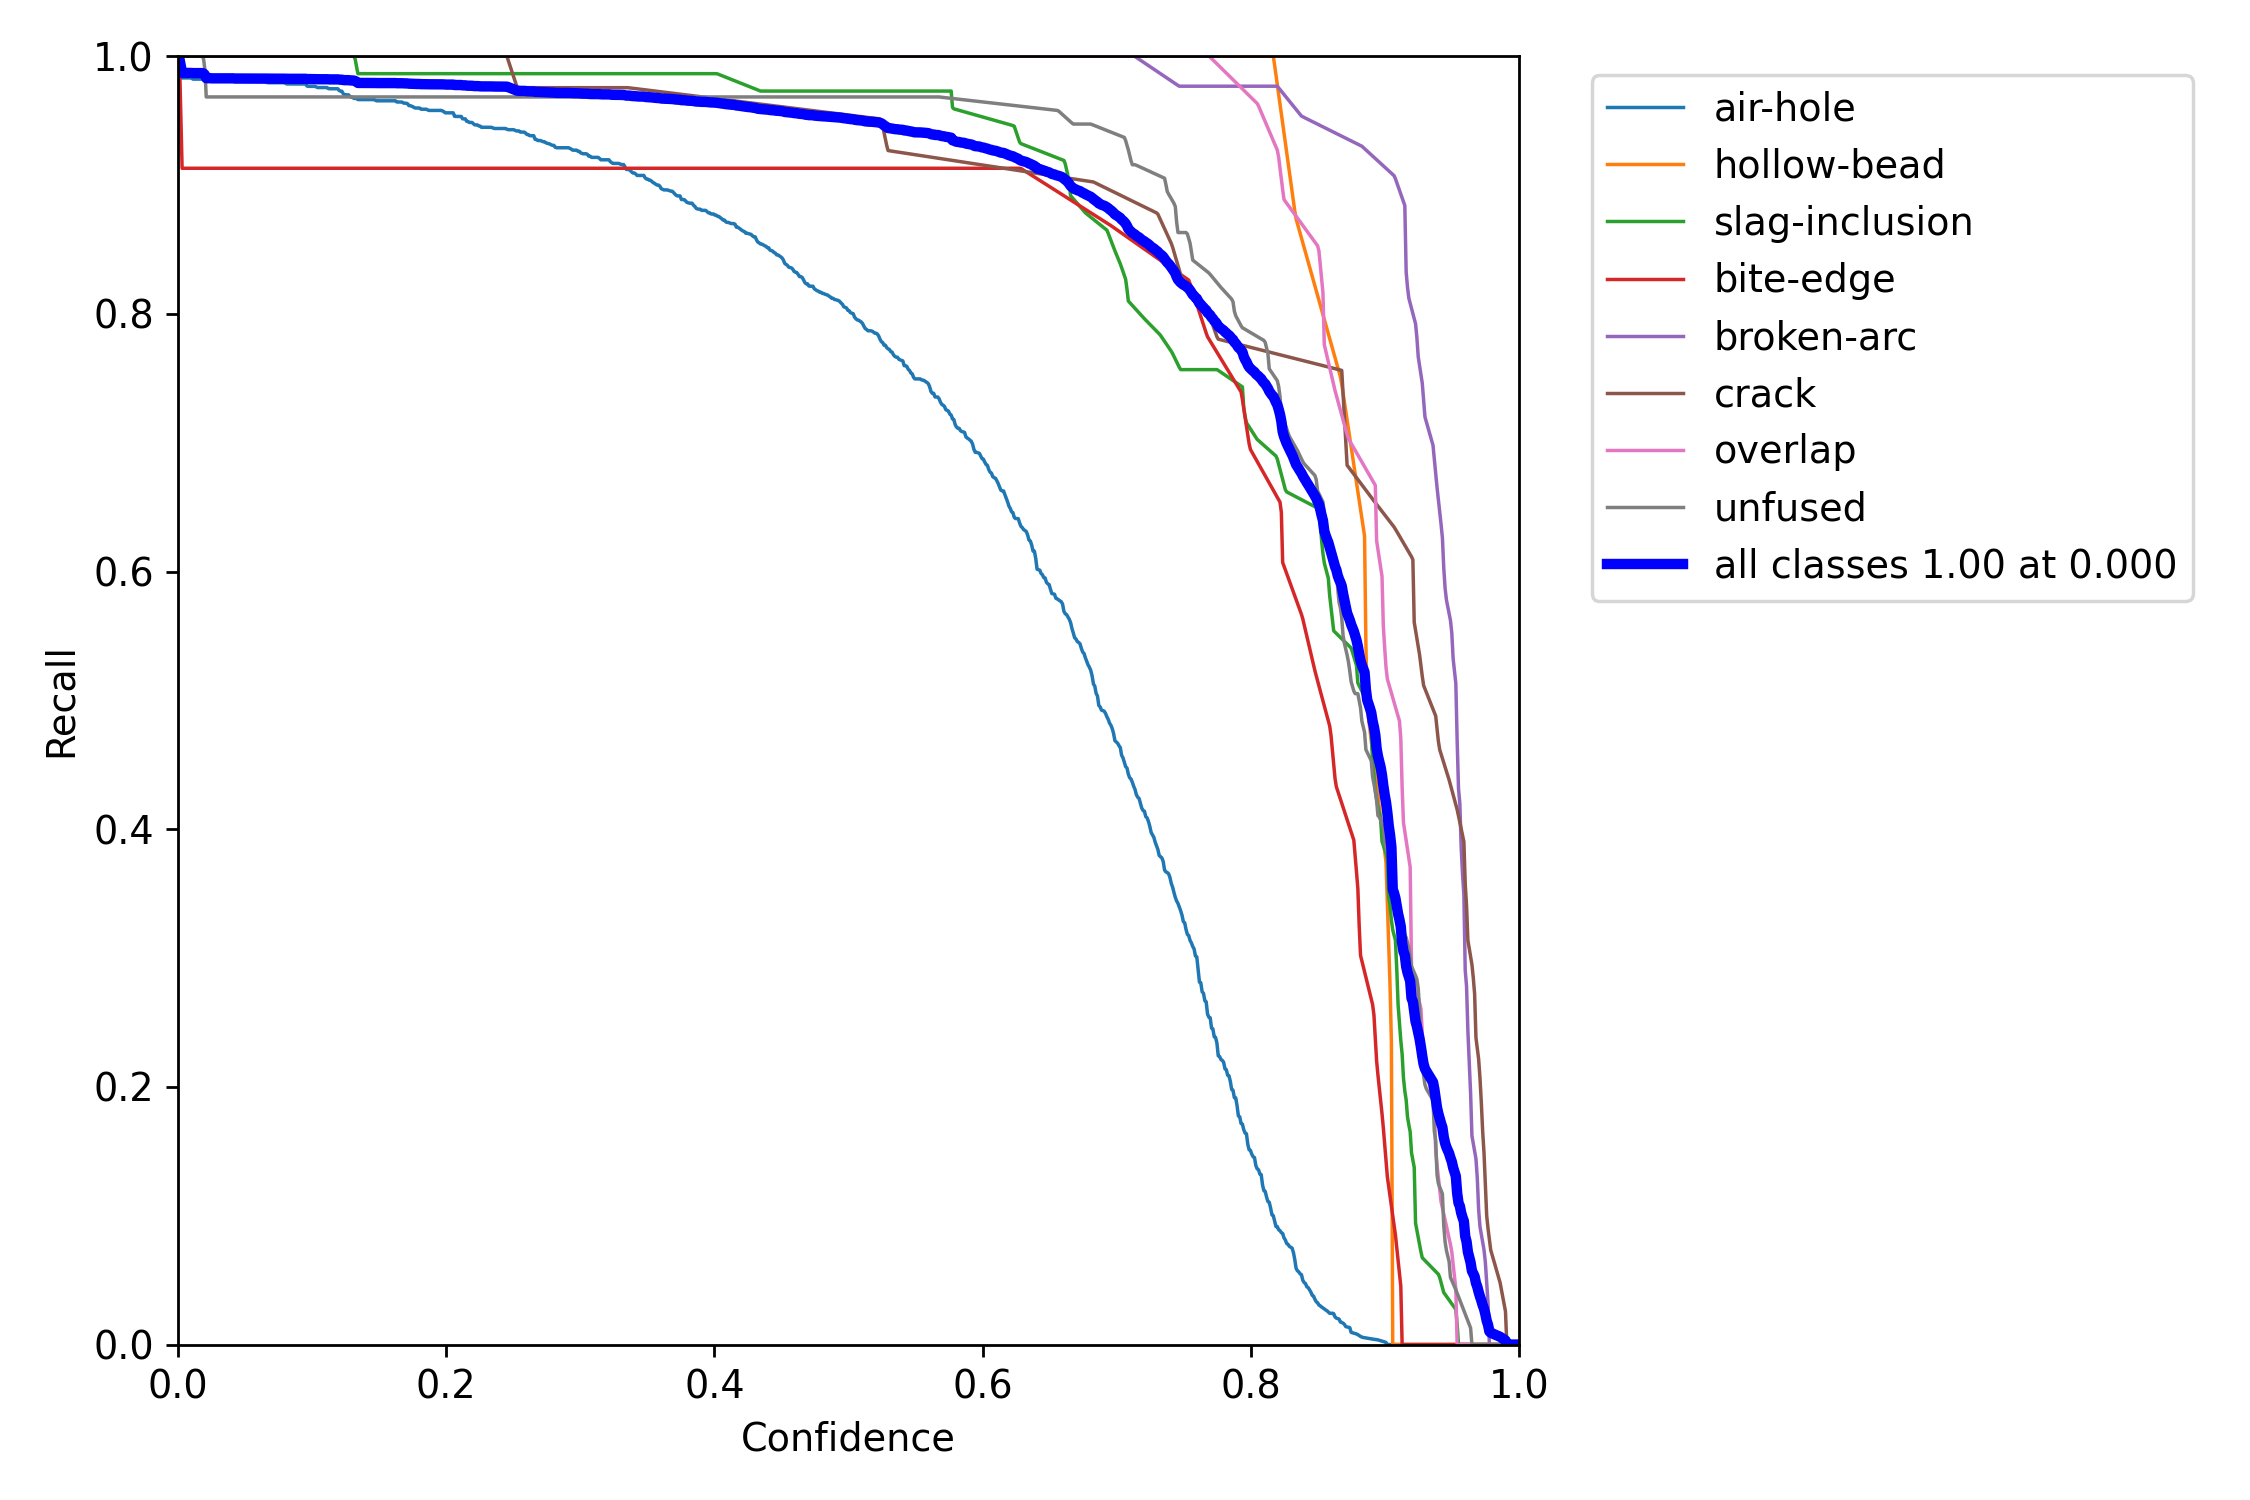 1.0
0.8
0.6
0.4
0.2
0.0
Recall
0.0 0.2 0.4 0.6 0.8 1.0
Confidence
air-hole
hollow-bead
slag-inclusion
bite-edge
broken-arc
crack
overlap
unfused
all classes 1.00 at 0.000